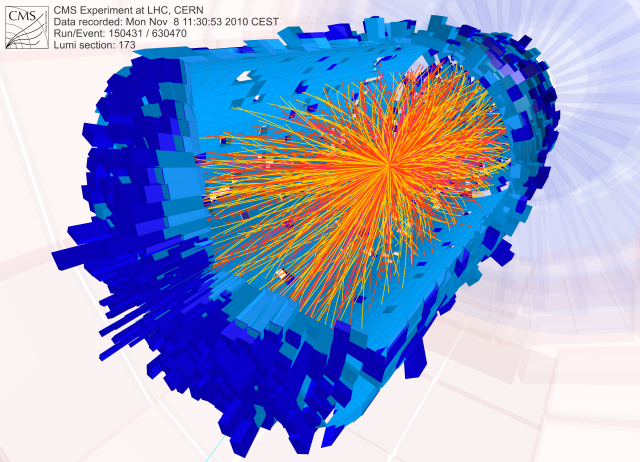 CMS
CMS Experiment at LHC, CERN
Data recorded: Mon Nov 8 11:30:53 2010 CEST
Run/Event: 150431 / 630470
Lumi section: 173